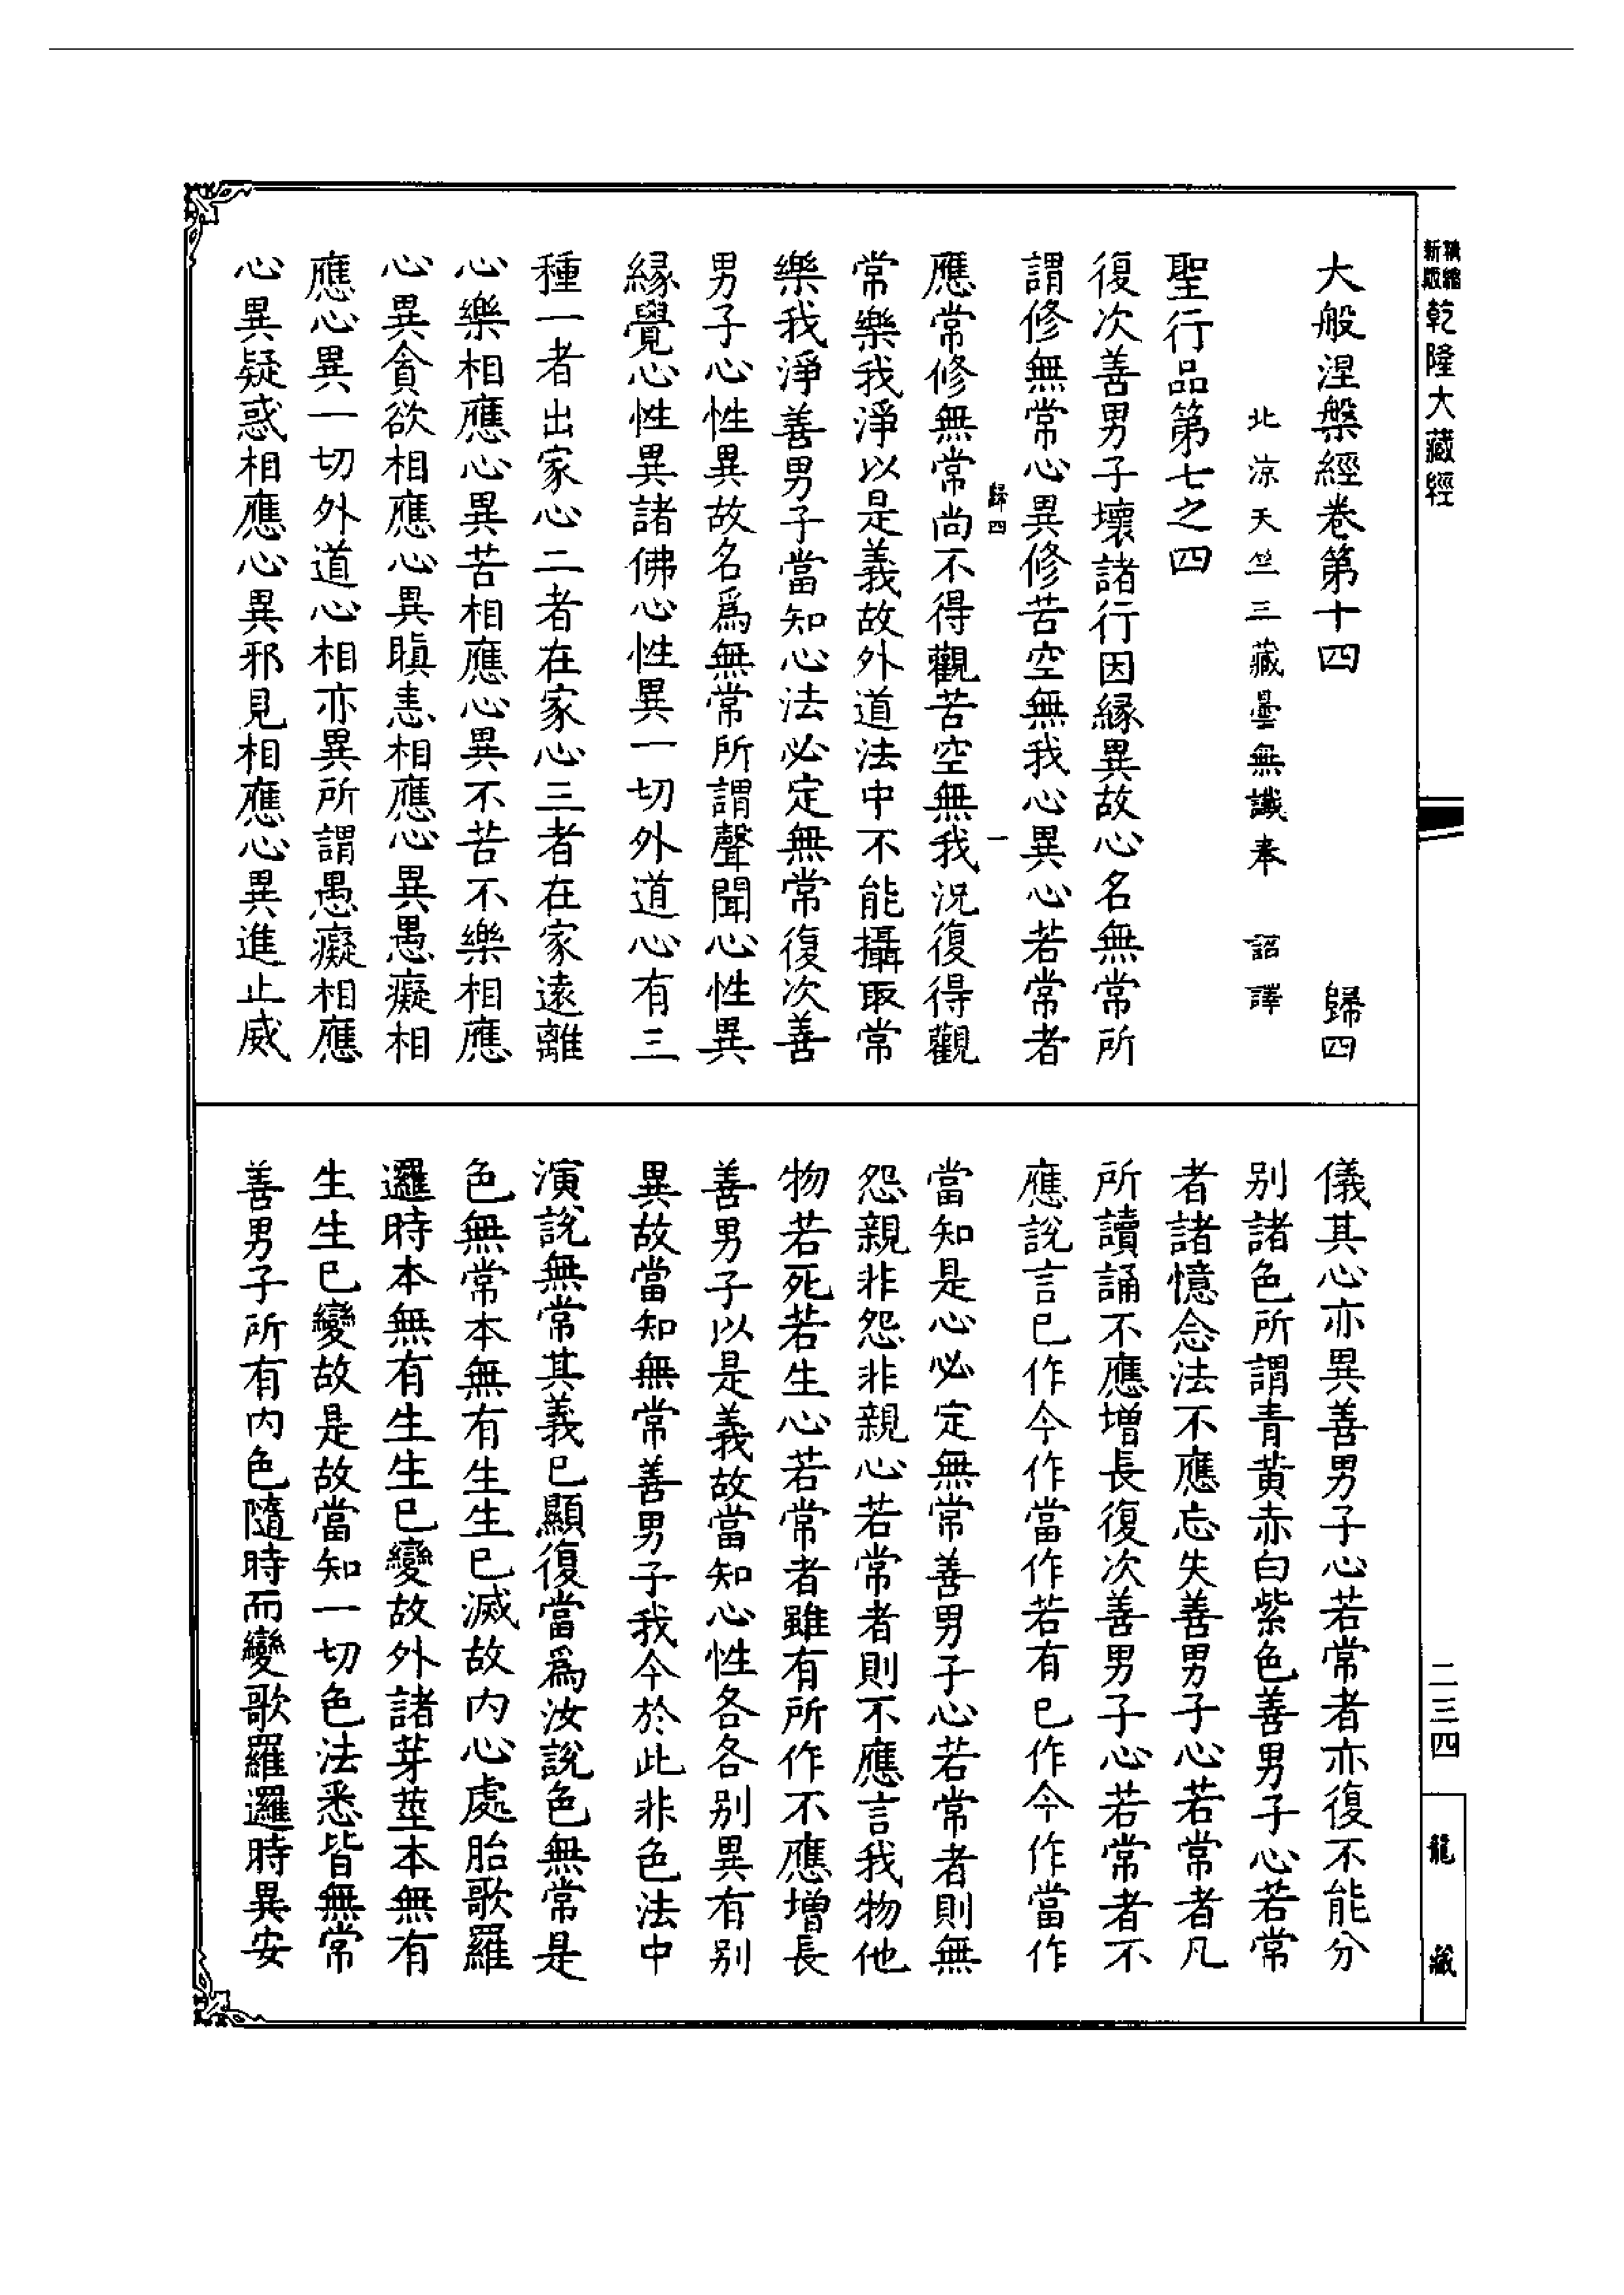 精縮新版乾隆大藏經
大般涅槃經卷第十四 歸四
北涼天竺三藏曇無讖奉 詔譯
聖行品第七之四
復次善男子壞諸行因緣異故心名無常所
謂修無常心異修苦空無我心異心若常者
歸四 一
應常修無常尚不得觀苦空無我況復得觀
常樂我淨以是義故外道法中不能攝取常
樂我淨善男子當知心法必定無常復次善
男子心性異故名爲無常所謂聲聞心性異
緣覺心性異諸佛心性異一切外道心有三
種一者出家心二者在家心三者在家遠離
心樂相應心異苦相應心異不苦不樂相應
心異貪欲相應心異瞋恚相應心異愚癡相
應心異一切外道心相亦異所謂愚癡相應
心異疑惑相應心異邪見相應心異進止威
儀其心亦異善男子心若常者亦復不能分
别諸色所謂青黄赤白紫色善男子心若常
者諸憶念法不應忘失善男子心若常者凡
所讀誦不應增長復次善男子心若常者不
應說言已作今作當作若有已作今作當作
當知是心必定無常善男子心若常者則無
怨親非怨非親心若常者則不應言我物他
物若死若生心若常者雖有所作不應增長
善男子以是義故當知心性各各别異有别
異故當知無常善男子我今於此非色法中
演說無常其義已顯復當爲汝說色無常是
色無常本無有生生已滅故内心處胎歌羅
邏時本無有生生已變故外諸芽莖本無有
生生已變故是故當知一切色法悉皆無常
善男子所有内色隨時而變歌羅邏時異安
二三四
龍藏